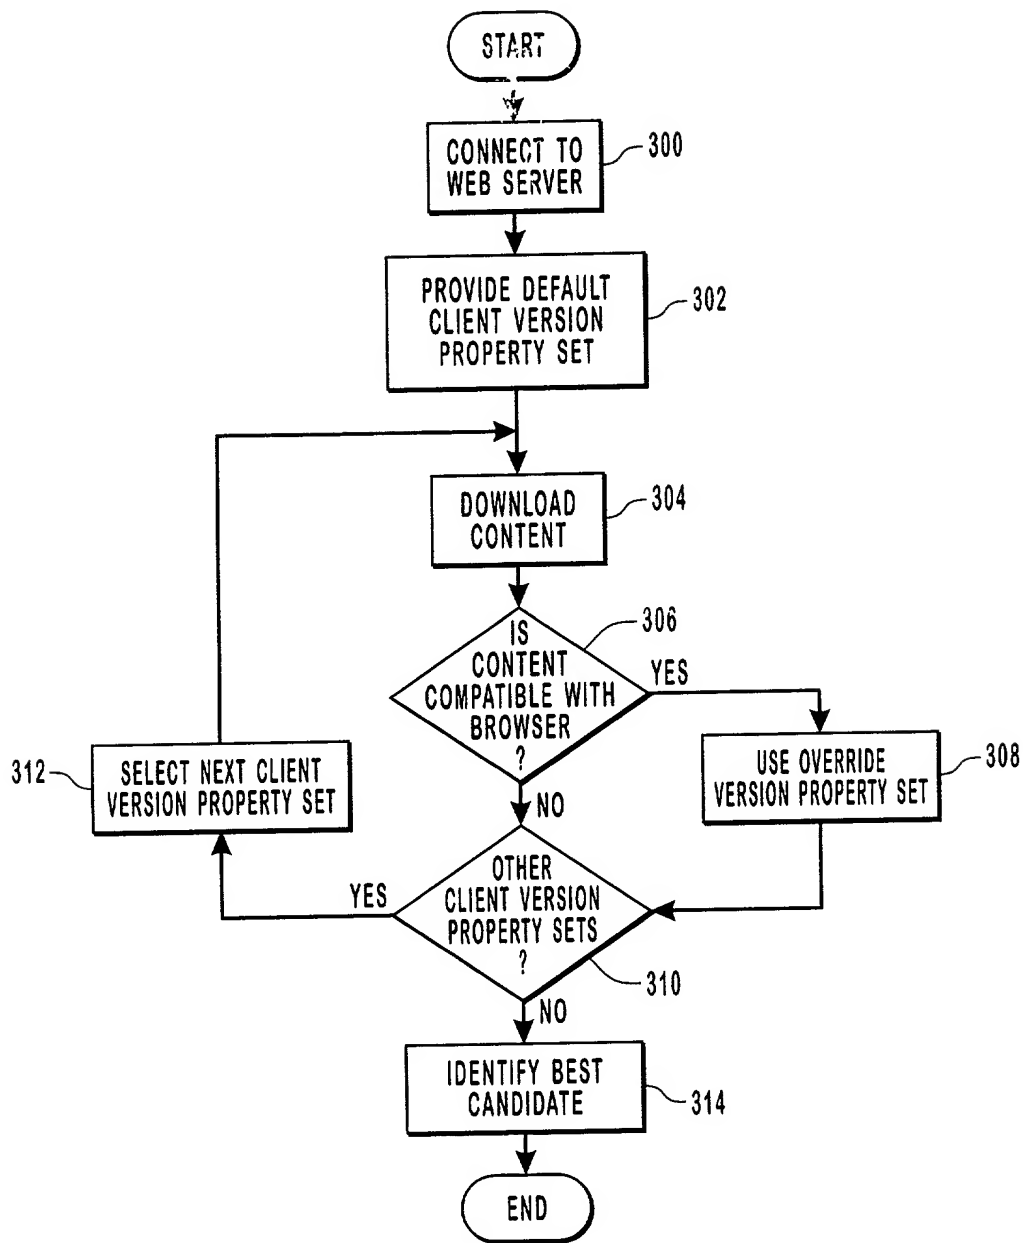 START
CONNECT TO
WEB SERVER
300
PROVIDE DEFAULT
CLIENT VERSION
PROPERTY SET
302
DOWNLOAD
CONTENT
304
IS
CONTENT
COMPATIBLE WITH
BROWSER
?
306
YES
NO
USE OVERRIDE
VERSION PROPERTY SET
308
312
SELECT NEXT CLIENT
VERSION PROPERTY SET
YES
OTHER
CLIENT VERSION
PROPERTY SETS
?
310
NO
IDENTIFY BEST
CANDIDATE
314
END